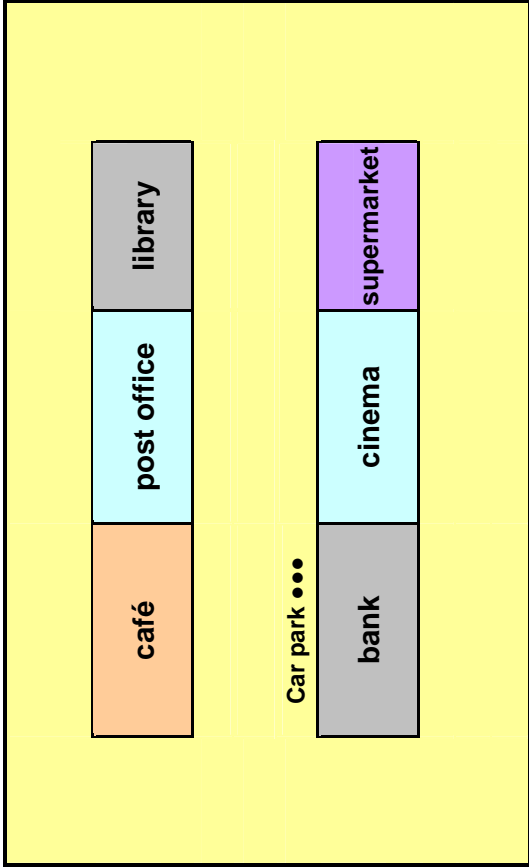 café
post office
library
Car park •••
bank
cinema
supermarket